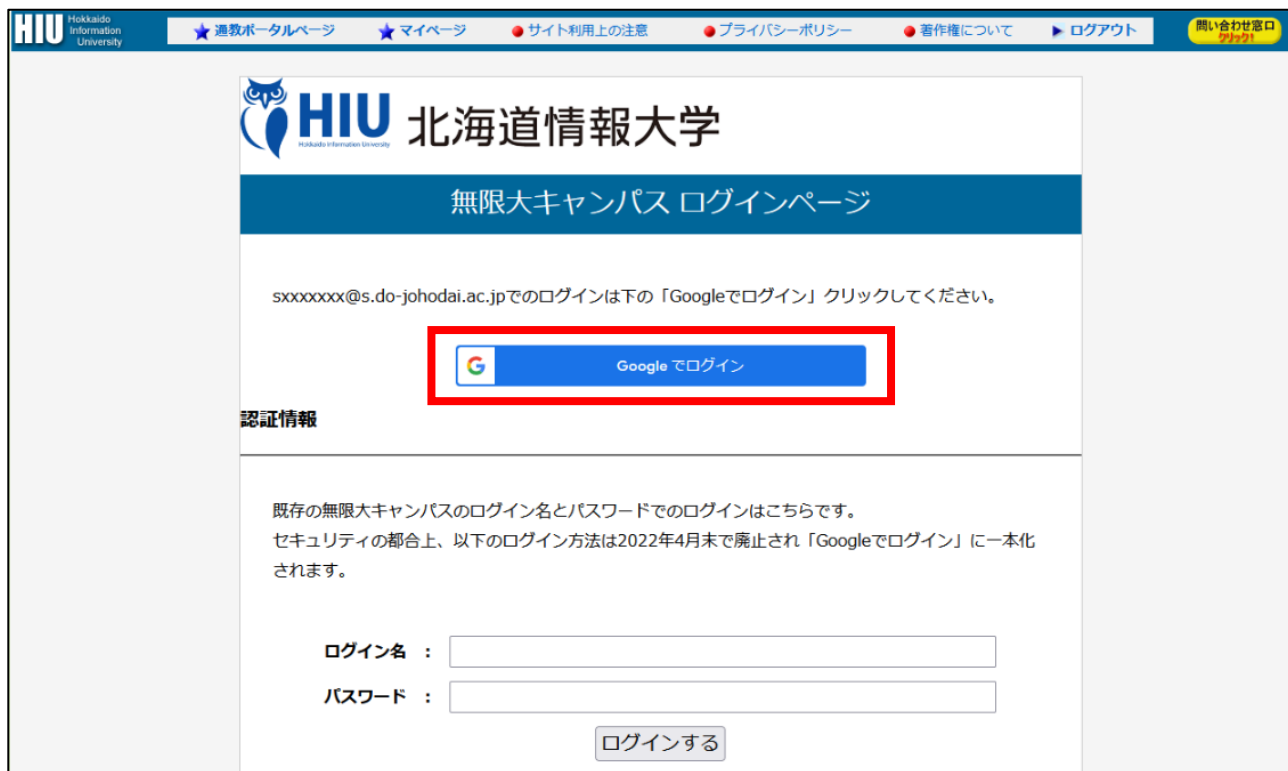 HIU Hokkaido Information University
★ 通教ポータルページ ★ マイページ ● サイト利用上の注意 ● プライバシーポリシー ● 著作権について ▶ ログアウト 問い合わせ窓口 クリック!
HIU 北海道情報大学
Hokkaido Information University
無限大キャンパス ログインページ
sxxxxxxx@s.do-johodai.ac.jpでのログインは下の「Googleでログイン」クリックしてください。
G Google でログイン
認証情報
既存の無限大キャンパスのログイン名とパスワードでのログインはこちらです。
セキュリティの都合上、以下のログイン方法は2022年4月末で廃止され「Googleでログイン」に一本化
されます。
ログイン名 :
パスワード :
ログインする